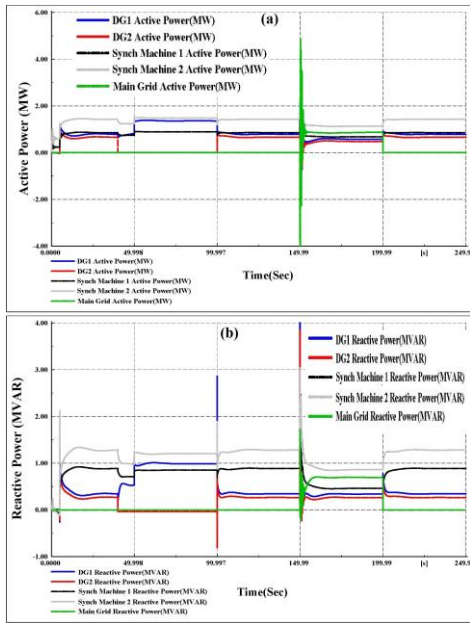 (a)
DG1 Active Power(MW)
DG2 Active Power(MW)
Synch Machine 1 Active Power(MW)
Synch Machine 2 Active Power(MW)
Main Grid Active Power(MW)
Active Power (MW)
6.00
4.00
2.00
0.00
-2.00
-4.00
0.0000 49.998 99.997 149.99 199.99 [s] 249.99
Time(Sec)
DG1 Active Power(MW)
DG2 Active Power(MW)
Synch Machine 1 Active Power(MW)
Synch Machine 2 Active Power(MW)
Main Grid Active Power(MW)
(b)
DG1 Reactive Power(MVAR)
DG2 Reactive Power(MVAR)
Synch Machine 1 Reactive Power(MVAR)
Synch Machine 2 Reactive Power(MVAR)
Main Grid Reactive Power(MVAR)
Reactive Power (MVAR)
4.00
3.00
2.00
1.00
0.00
-1.00
0.0000 49.998 99.997 149.99 199.99 [s] 249.99
DG1 Reactive Power(MVAR)
DG2 Reactive Power(MVAR)
Synch Machine 1 Reactive Power(MVAR)
Synch Machine 2 Reactive Power(MVAR)
Main Grid Reactive Power(MVAR)
Time(Sec)